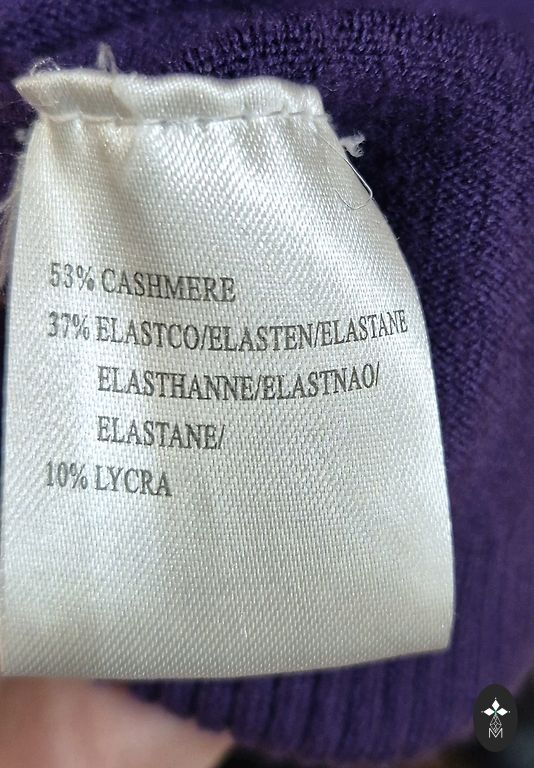 53% CASHMERE
37% ELASTCO/ELASTEN/ELASTANE
ELASTHANNE/ELASTNAO/
ELASTANE/
10% LYCRA